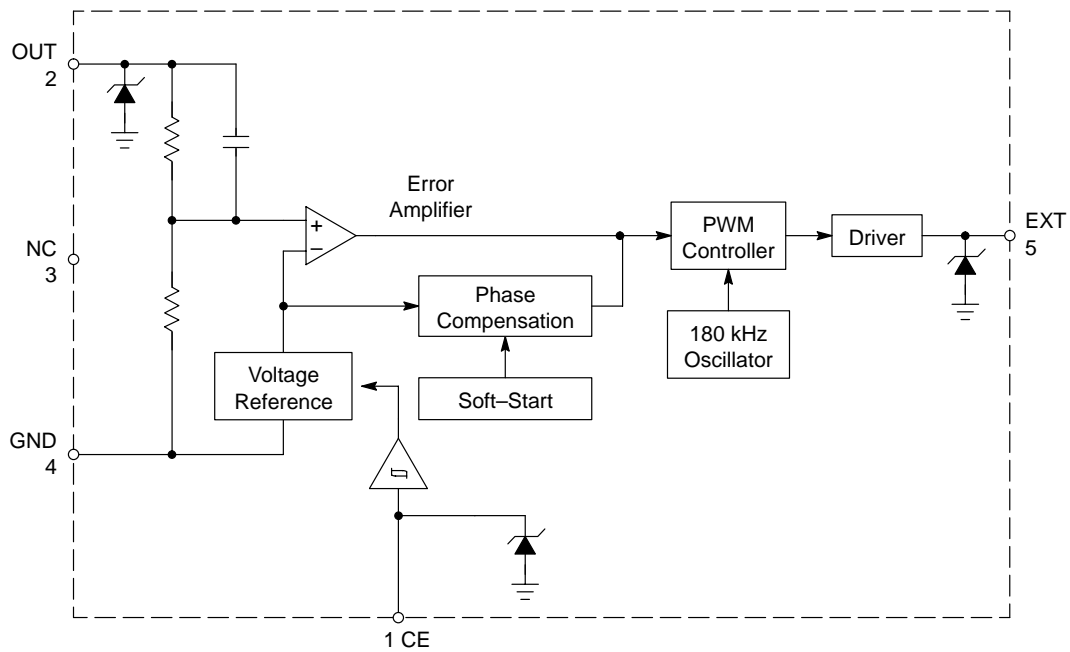 OUT
2
Error
Amplifier
+
−
PWM
Controller
Driver
EXT
5
NC
3
Phase
Compensation
180 kHz
Oscillator
Voltage
Reference
Soft–Start
GND
4
1 CE